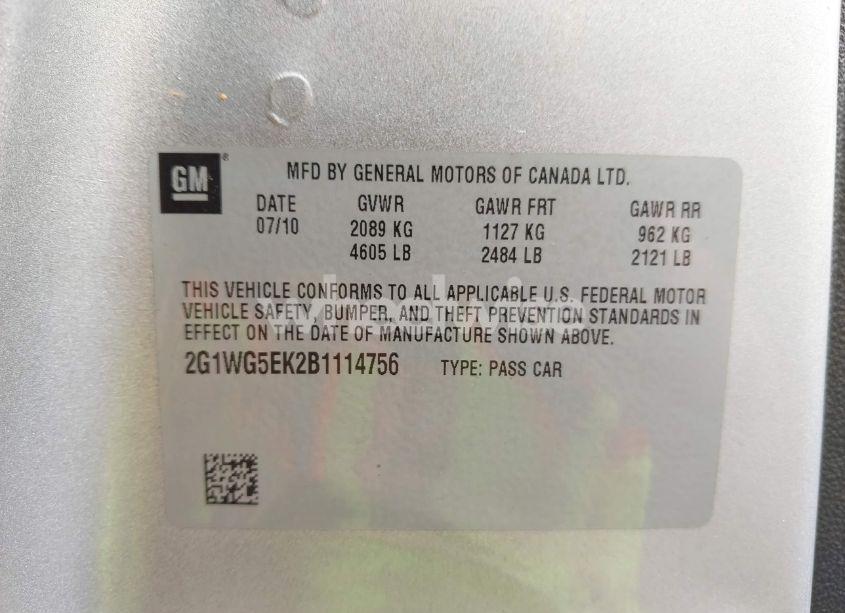 GM
MFD BY GENERAL MOTORS OF CANADA LTD.
DATE GVWR GAWR FRT GAWR RR
07/10 2089 KG 1127 KG 962 KG
4605 LB 2484 LB 2121 LB
THIS VEHICLE CONFORMS TO ALL APPLICABLE U.S. FEDERAL MOTOR
VEHICLE SAFETY, BUMPER, AND THEFT PREVENTION STANDARDS IN
EFFECT ON THE DATE OF MANUFACTURE SHOWN ABOVE.
2G1WG5EK2B1114756 TYPE: PASS CAR